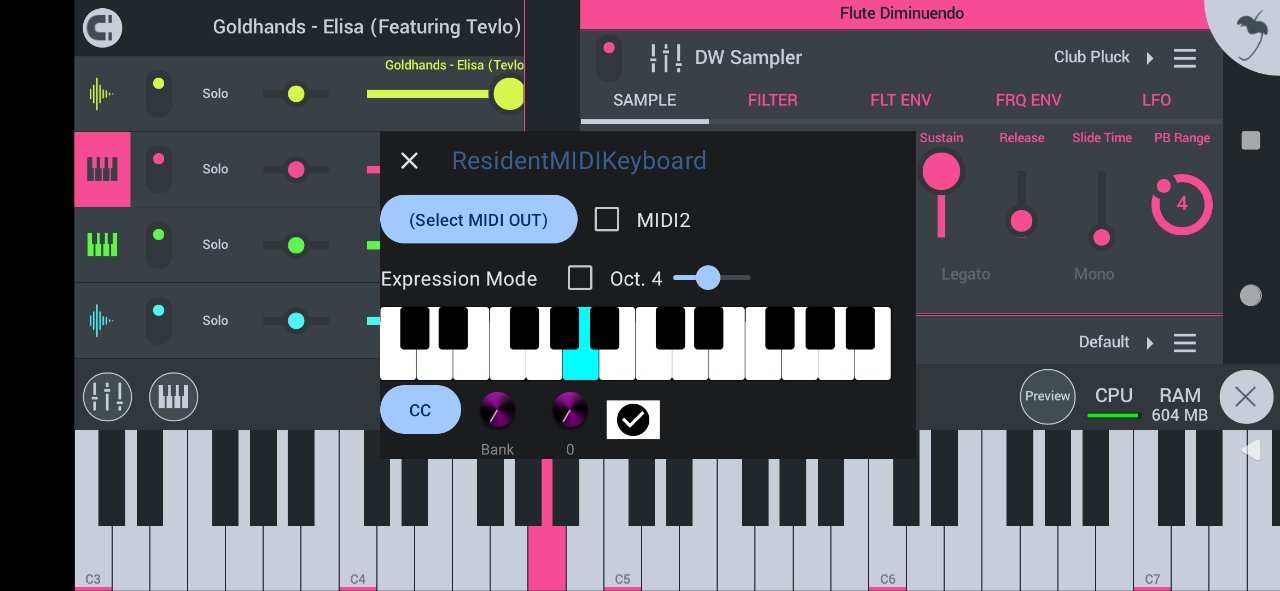 Goldhands - Elisa (Featuring Tevlo)
Flute Diminuendo
DW Sampler
Club Pluck
Goldhands - Elisa (Tevlo
Solo
SAMPLE FILTER FLT ENV FRQ ENV LFO
Sustain Release Slide Time PB Range
ResidentMIDIKeyboard
Solo
4
(Select MIDI OUT)
MIDI2
Solo
Expression Mode
Oct. 4
Legato
Mono
Solo
Default
CC
Bank
0
Preview
CPU
RAM
604 MB
C3 C4 C5 C6 C7